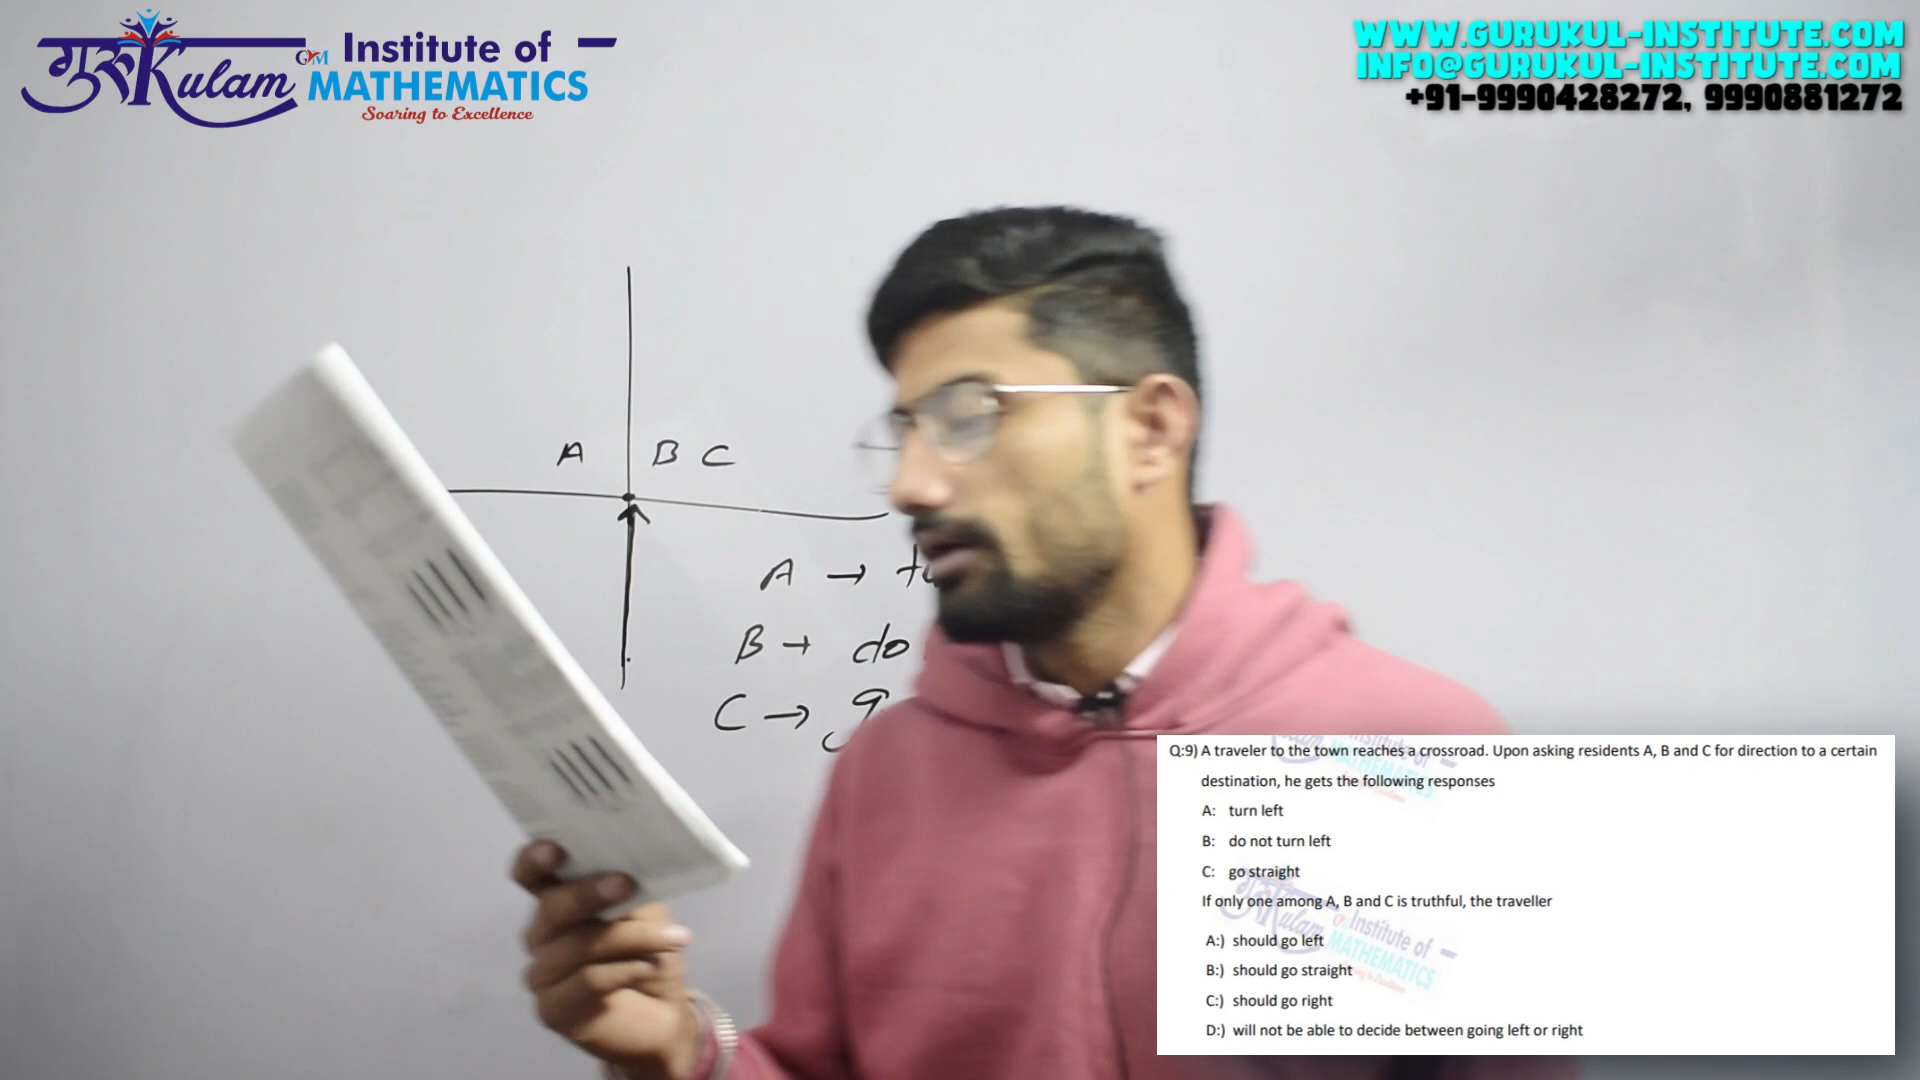 गुरुKulam
GM Institute of
MATHEMATICS
Soaring to Excellence
WWW.GURUKUL-INSTITUTE.COM
INFO@GURUKUL-INSTITUTE.COM
+91-9990428272, 9990881272
A B C
A →
B → do
C → g
Q:9) A traveler to the town reaches a crossroad. Upon asking residents A, B and C for direction to a certain
destination, he gets the following responses
A: turn left
B: do not turn left
C: go straight
If only one among A, B and C is truthful, the traveller
A:) should go left
B:) should go straight
C:) should go right
D:) will not be able to decide between going left or right